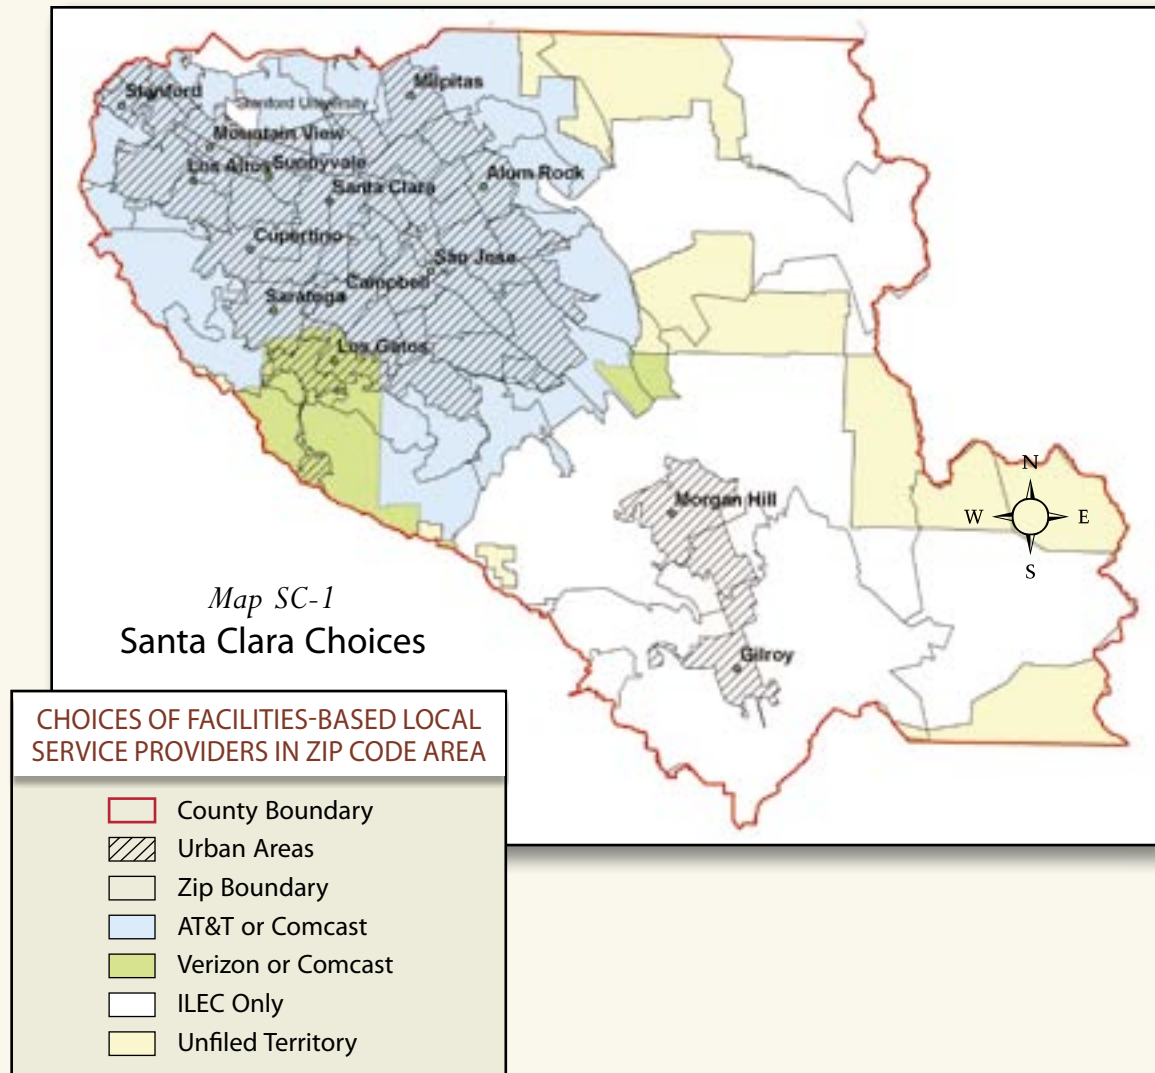 Milpitas
Stanford
Stanford University
Mountain View
Los Altos
Sunnyvale
Alum Rock
Santa Clara
Cupertino
San Jose
Campbell
Saratoga
Los Gatos
N
W
E
S
Morgan Hill
Gilroy
Map SC-1
Santa Clara Choices
CHOICES OF FACILITIES-BASED LOCAL
SERVICE PROVIDERS IN ZIP CODE AREA
County Boundary
Urban Areas
Zip Boundary
AT&T or Comcast
Verizon or Comcast
ILEC Only
Unfiled Territory